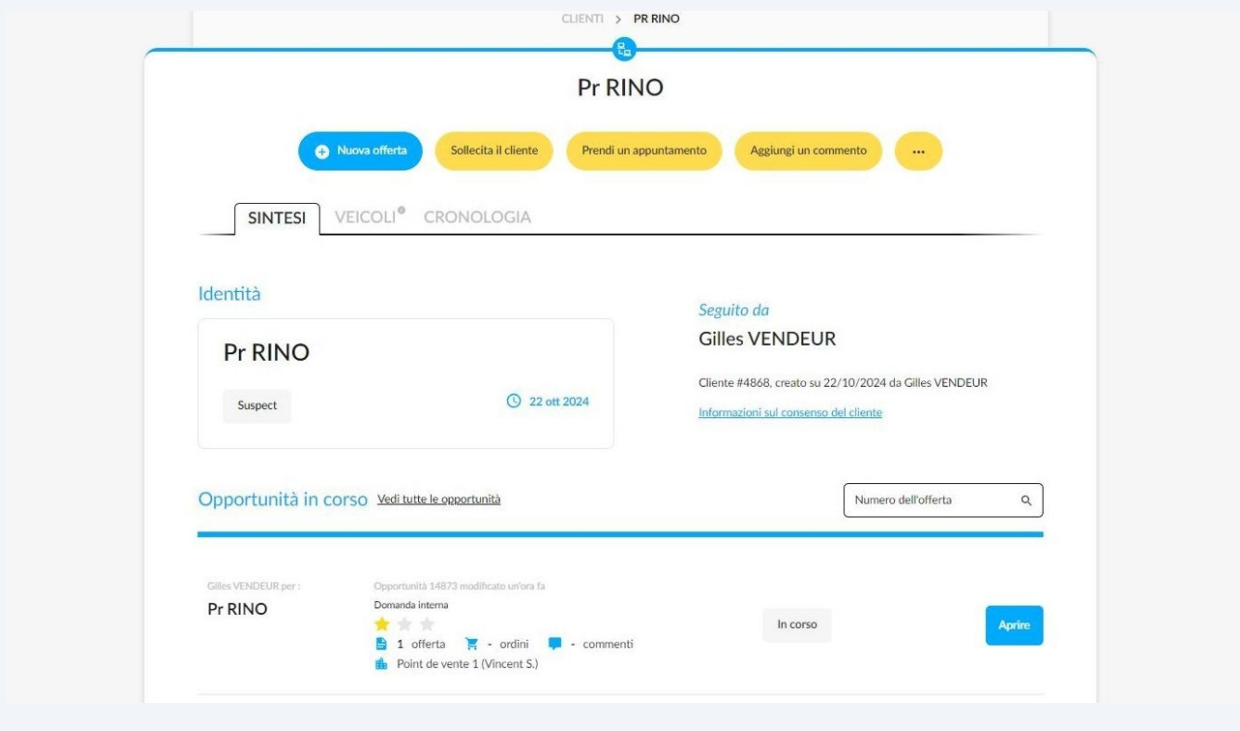 CLIENTI > PR RINO
Pr RINO
Nuova offerta Sollecita il cliente Prendi un appuntamento Aggiungi un commento ...
SINTESI VEICOLI CRONOLOGIA
Identità
Seguito da
Gilles VENDEUR
Pr RINO
Cliente #4868, creato su 22/10/2024 da Gilles VENDEUR
Suspect 22 ott 2024
Informazioni sul consenso del cliente
Opportunità in corso Vedi tutte le opportunità Numero dell'offerta
Gilles VENDEUR per :
Pr RINO
Opportunità 14873 modificato un'ora fa
Domanda interna
1 offerta - ordini - commenti
Point de vente 1 (Vincent S.)
In corso
Aprire